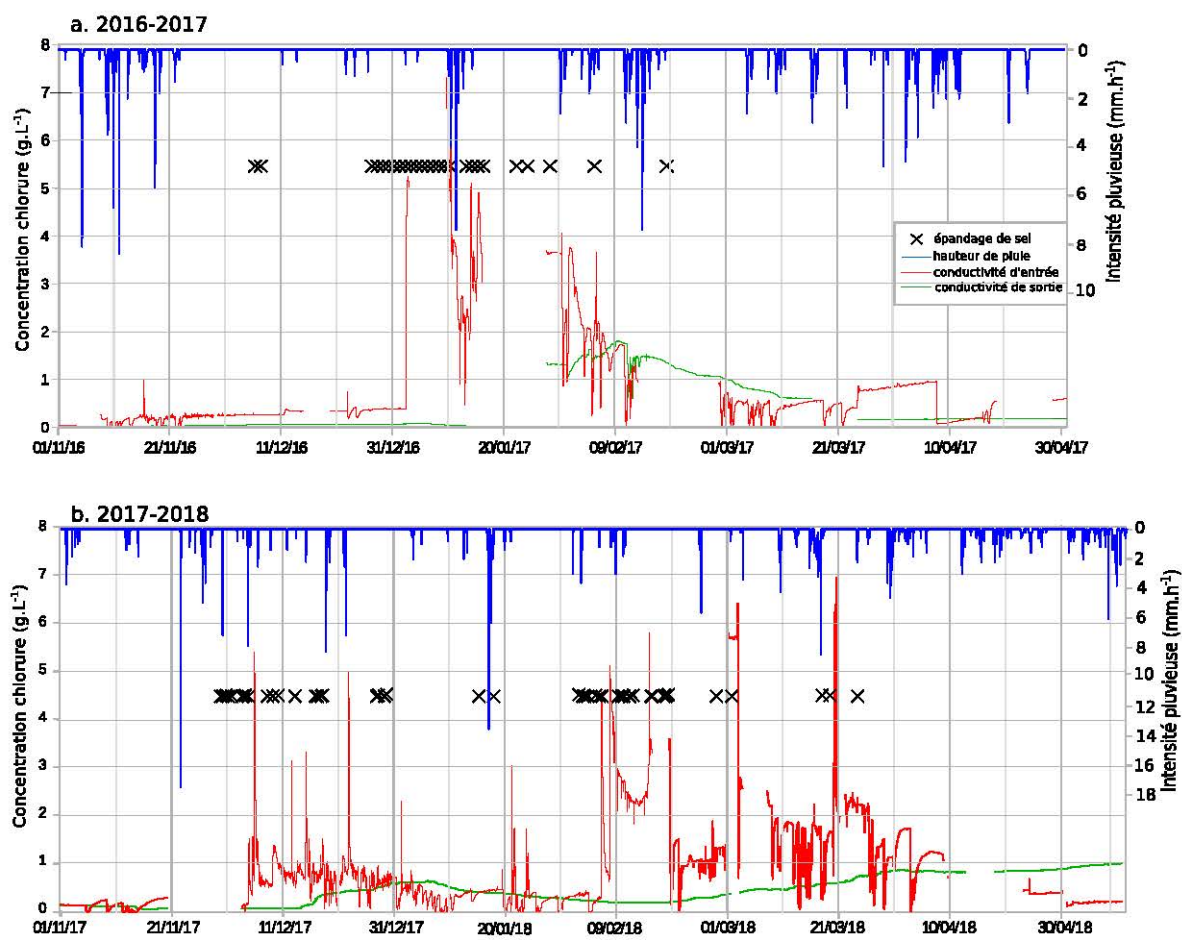 a. 2016-2017
Concentration chlorure (g.L-1)
8
7
6
5
4
3
2
1
0
0
2
4
6
8
10
Intensité pluvieuse (mm.h-1)
épandage de sel
hauteur de pluie
conductivité d'entrée
conductivité de sortie
01/11/16 21/11/16 11/12/16 31/12/16 20/01/17 09/02/17 01/03/17 21/03/17 10/04/17 30/04/17
b. 2017-2018
Concentration chlorure (g.L-1)
8
7
6
5
4
3
2
1
0
0
2
4
6
8
10
12
14
16
18
Intensité pluvieuse (mm.h-1)
01/11/17 21/11/17 11/12/17 31/12/17 20/01/18 09/02/18 01/03/18 21/03/18 10/04/18 30/04/18